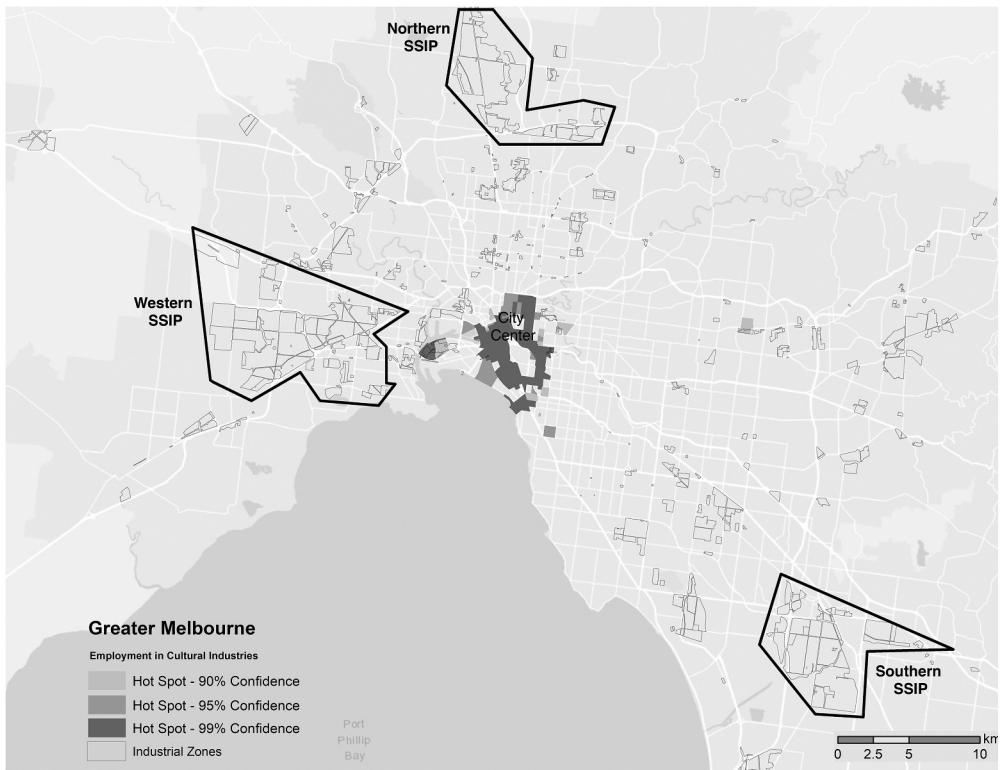 Northern
SSIP
Western
SSIP
City
Center
Southern
SSIP
Greater Melbourne
Employment in Cultural Industries
Hot Spot - 90% Confidence
Hot Spot - 95% Confidence
Hot Spot - 99% Confidence
Industrial Zones
Port
Phillip
Bay
km
0 2.5 5 10